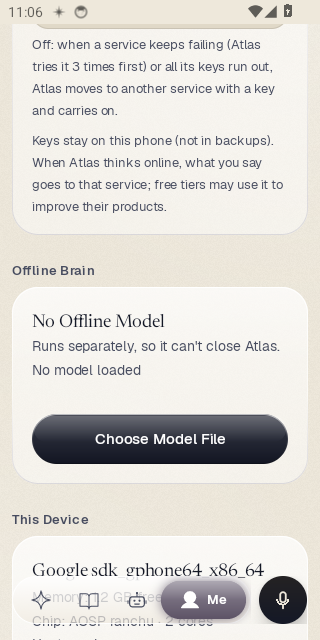 11:06
Off: when a service keeps failing (Atlas
tries it 3 times first) or all its keys run out,
Atlas moves to another service with a key
and carries on.
Keys stay on this phone (not in backups).
When Atlas thinks online, what you say
goes to that service; free tiers may use it to
improve their products.
Offline Brain
No Offline Model
Runs separately, so it can't close Atlas.
No model loaded
Choose Model File
This Device
Google sdk_gphone64_x86_64
Memory: 2 GB free
Me
Chip: AOSP ranchu · 2 cores